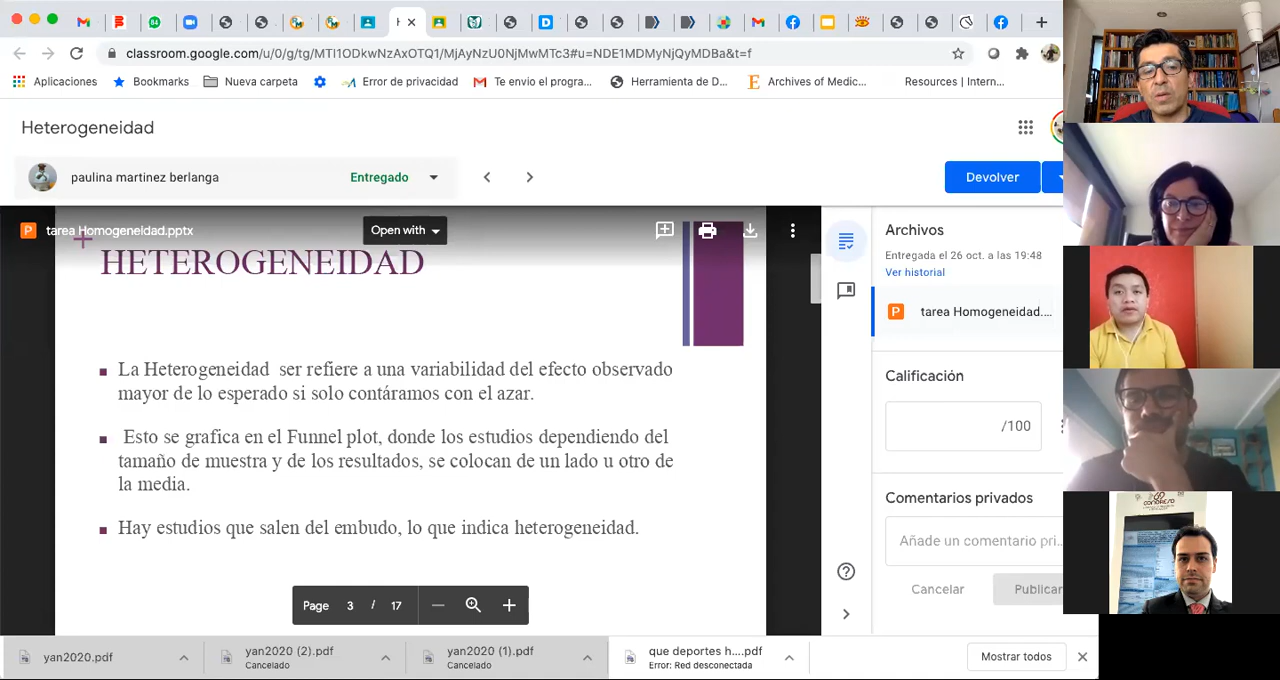 84
classroom.google.com/u/0/g/tg/MTI1ODkwNzAxOTQ1/MjAyNzU0NjMwMTc3#u=NDE1MDMyNjQyMDBa&t=f
Aplicaciones
Bookmarks
Nueva carpeta
Error de privacidad
Te envio el progra...
Herramienta de D...
Archives of Medic...
Resources | Intern...
Heterogeneidad
paulina martinez berlanga
Entregado
Devolver
tarea Homogeneldad.pptx
Open with
HETEROGENEIDAD
La Heterogeneidad ser refiere a una variabilidad del efecto observado
mayor de lo esperado si solo contáramos con el azar.
Esto se grafica en el Funnel plot, donde los estudios dependiendo del
tamaño de muestra y de los resultados, se colocan de un lado u otro de
la media.
Hay estudios que salen del embudo, lo que indica heterogeneidad.
Page 3 / 17
Archivos
Entregada el 26 oct. a las 19:48
Ver historial
tarea Homogeneidad....
Calificación
/100
Comentarios privados
Añade un comentario pri...
Cancelar
Publicar
yan2020.pdf
yan2020 (2).pdf
Cancelado
yan2020 (1).pdf
Cancelado
que deportes h....pdf
Error: Red desconectada
Mostrar todos
CONGRESO